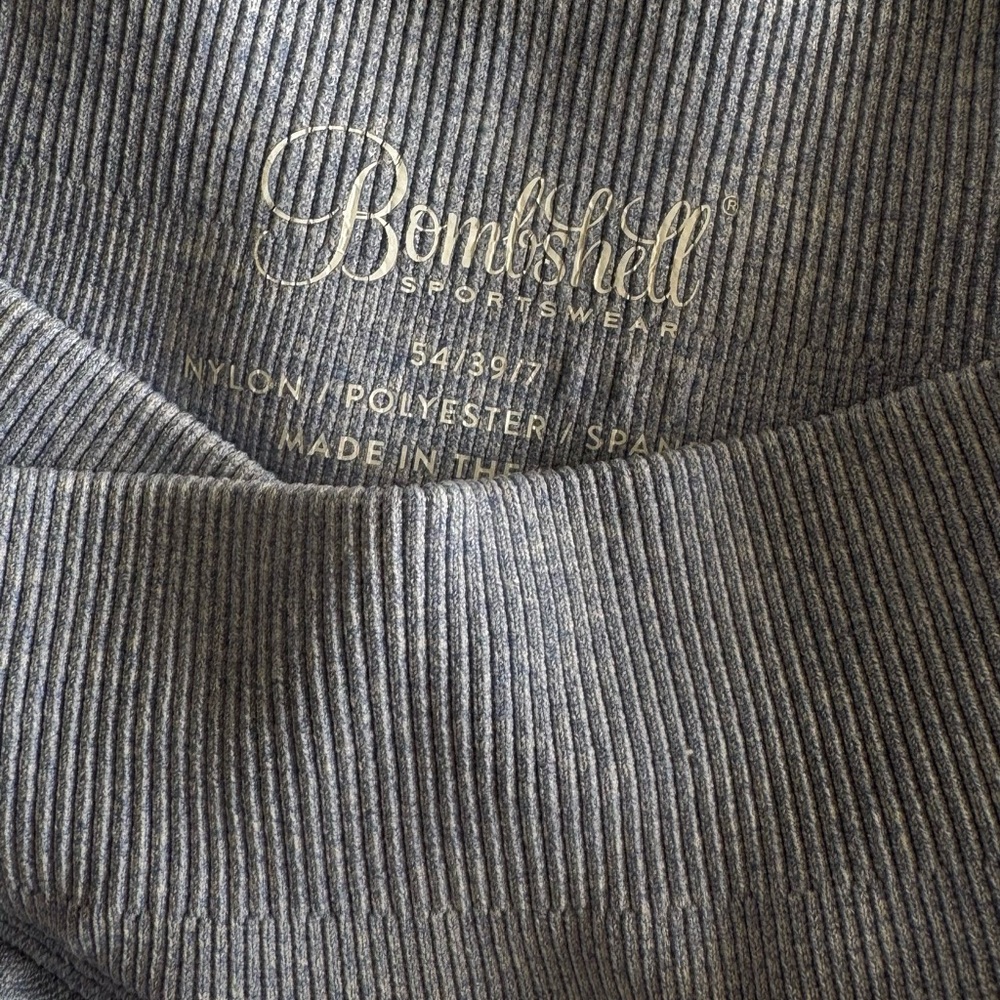 Bombshell®
SPORTSWEAR
54/39/7
NYLON / POLYESTER / SPAN
MADE IN THE